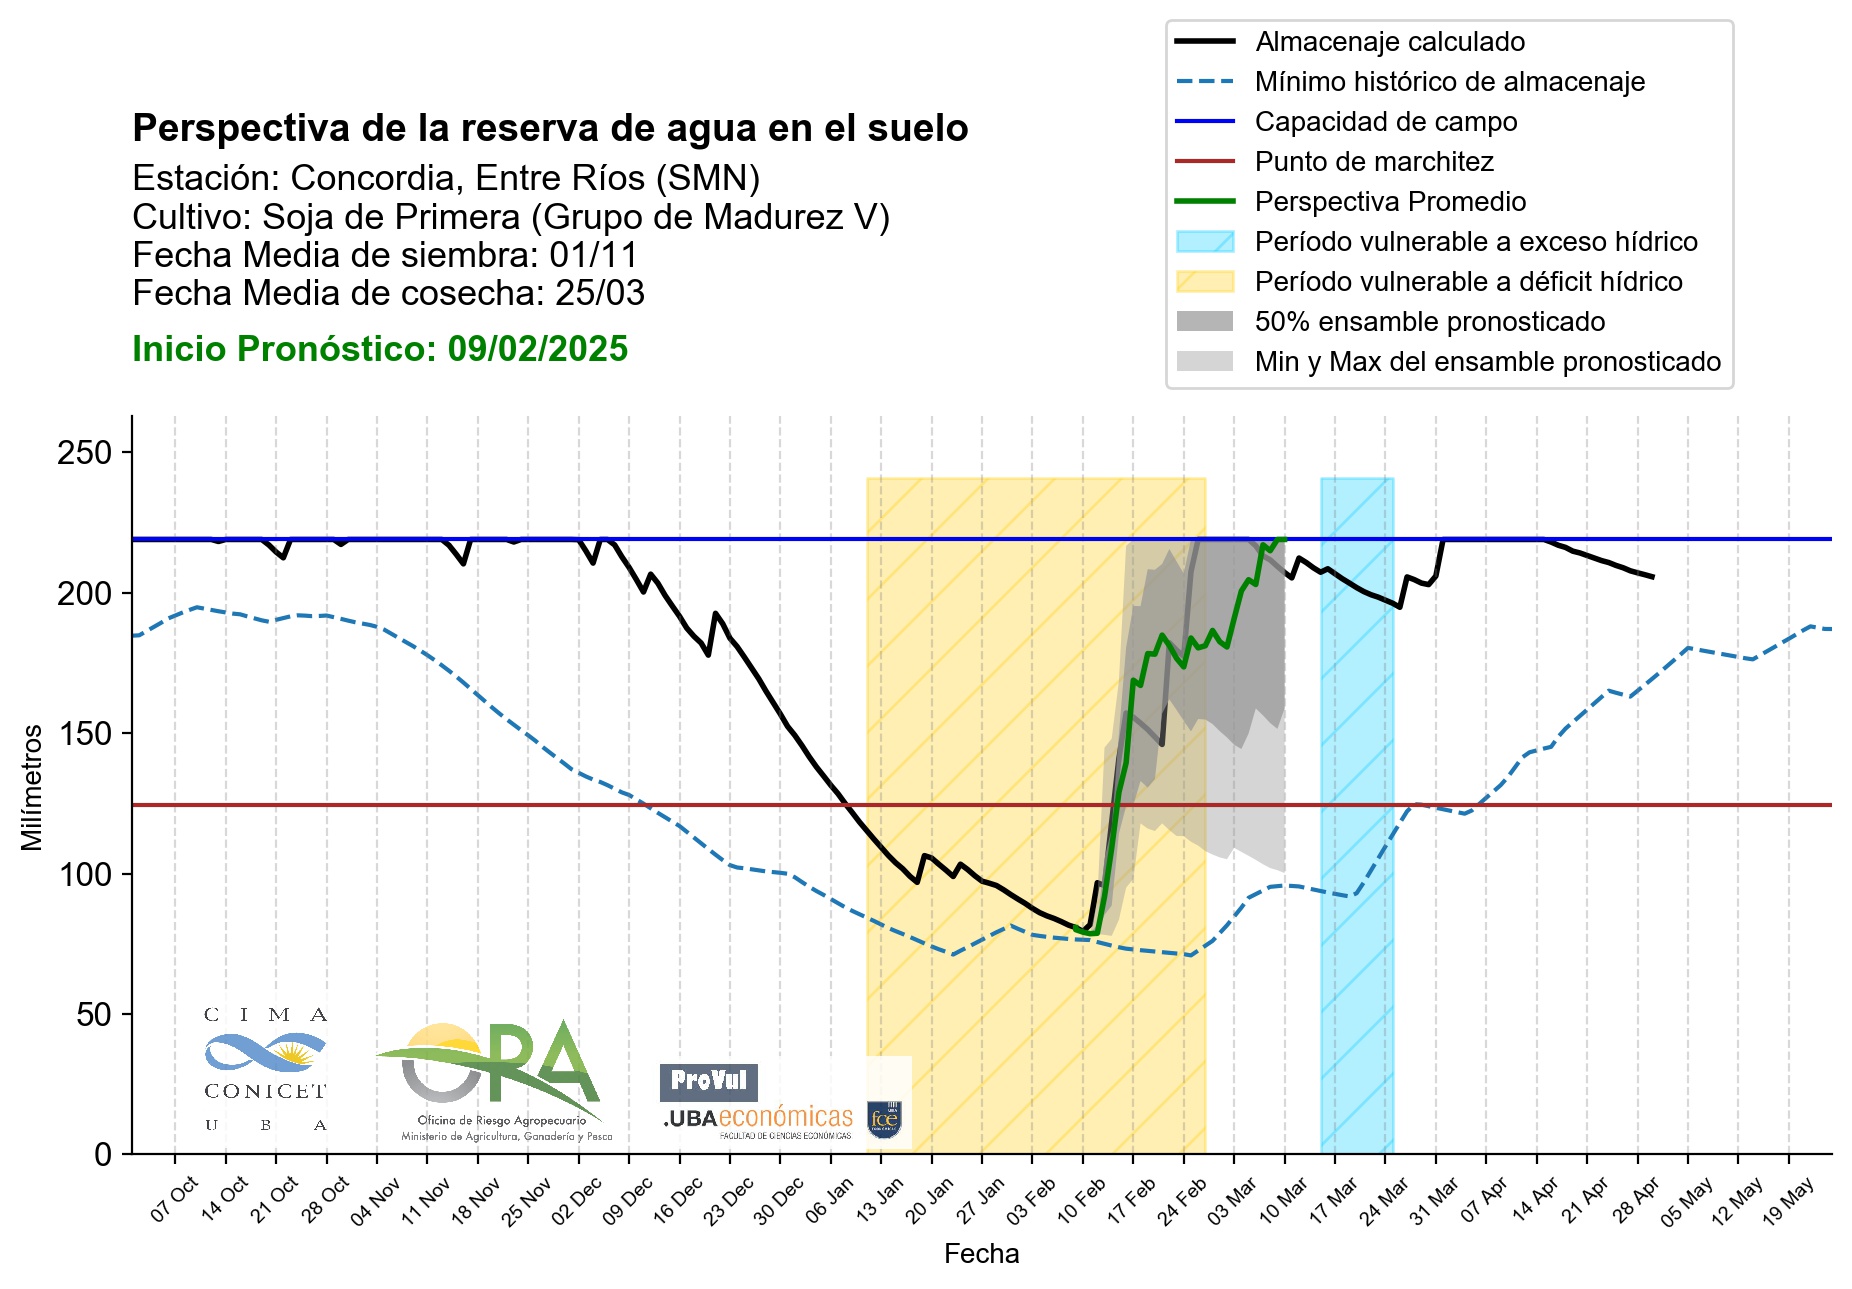 Almacenaje calculado
Mínimo histórico de almacenaje
Capacidad de campo
Punto de marchitez
Perspectiva Promedio
Período vulnerable a exceso hídrico
Período vulnerable a déficit hídrico
50% ensamble pronosticado
Min y Max del ensamble pronosticado
Perspectiva de la reserva de agua en el suelo
Estación: Concordia, Entre Ríos (SMN)
Cultivo: Soja de Primera (Grupo de Madurez V)
Fecha Media de siembra: 01/11
Fecha Media de cosecha: 25/03
Inicio Pronóstico: 09/02/2025
250
200
150
100
50
0
Milímetros
CIMA
CONICET
UBA
OPA
Oficina de Riesgo Agropecuario
Ministerio de Agricultura, Ganadería y Pesca
ProVul
.UBAeconómicas
FACULTAD DE CIENCIAS ECONÓMICAS
UBA
fce
07 Oct
14 Oct
21 Oct
28 Oct
04 Nov
11 Nov
18 Nov
25 Nov
02 Dec
09 Dec
16 Dec
23 Dec
30 Dec
06 Jan
13 Jan
20 Jan
27 Jan
03 Feb
10 Feb
17 Feb
24 Feb
03 Mar
10 Mar
17 Mar
24 Mar
31 Mar
07 Apr
14 Apr
21 Apr
28 Apr
05 May
12 May
19 May
Fecha